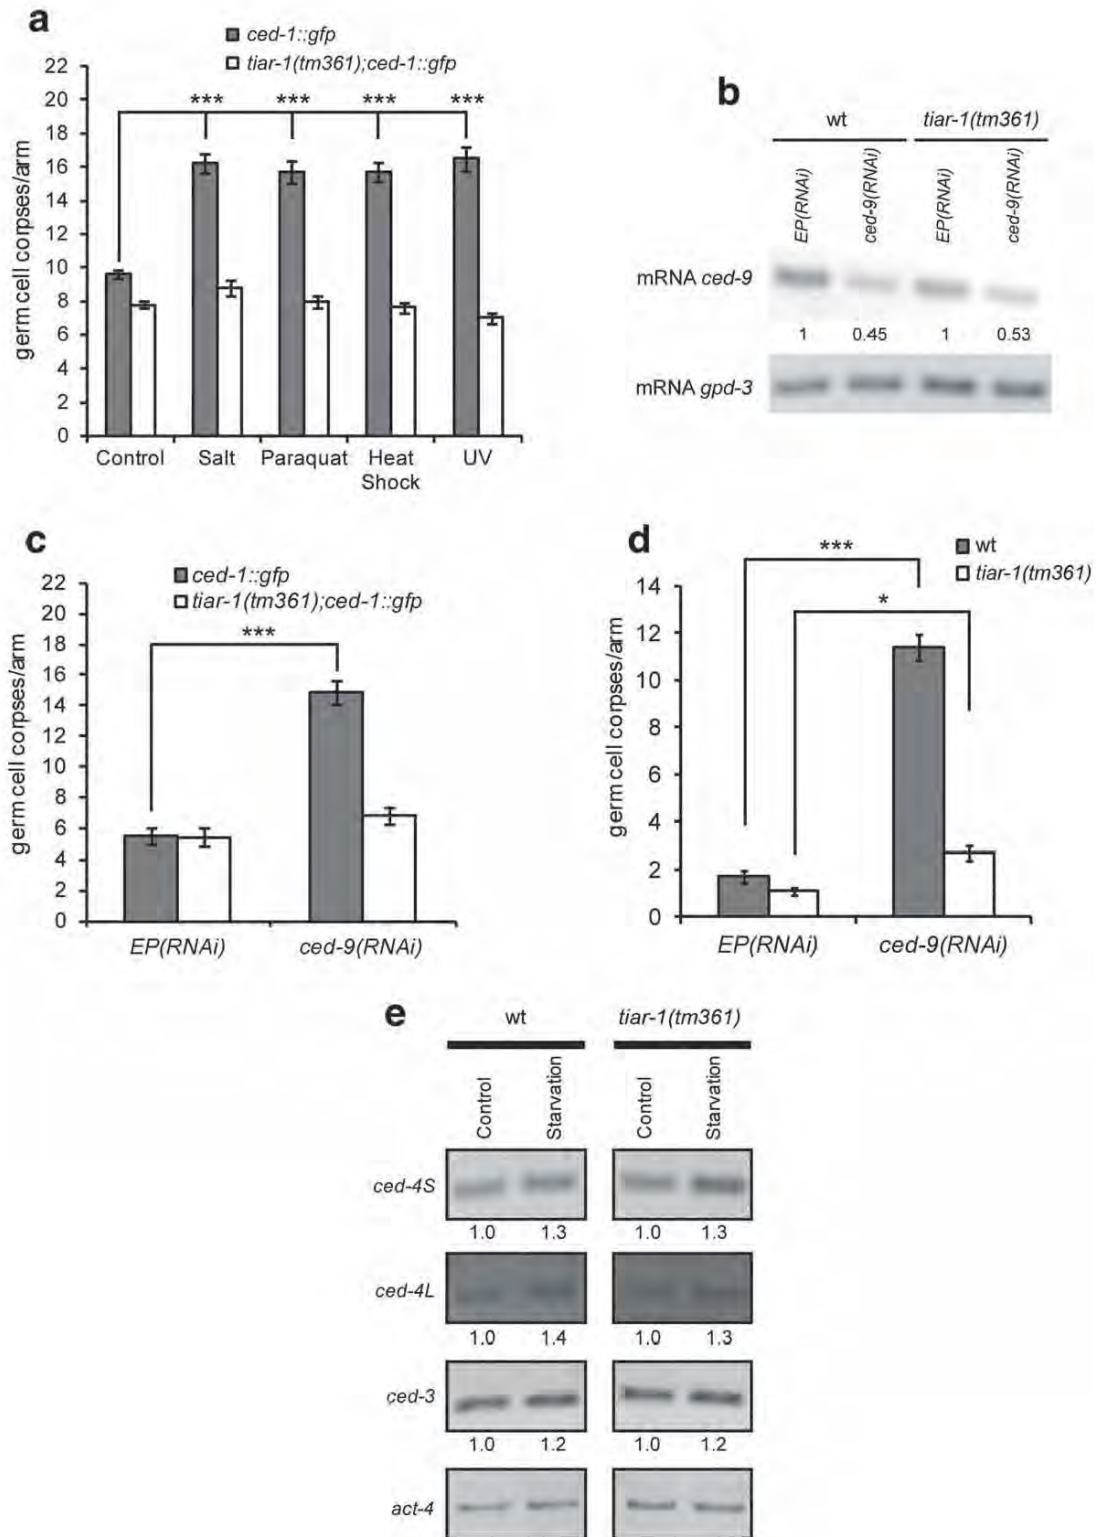 a
ced-1::gfp
tiar-1(tm361);ced-1::gfp
22
20
18
16
14
12
10
8
6
4
2
0
germ cell corpses/arm
***
***
***
***
Control
Salt
Paraquat
Heat
Shock
UV
b
wt
tiar-1(tm361)
EP(RNAi)
ced-9(RNAi)
EP(RNAi)
ced-9(RNAi)
mRNA ced-9
1
0.45
1
0.53
mRNA gpd-3
c
ced-1::gfp
tiar-1(tm361);ced-1::gfp
22
20
18
16
14
12
10
8
6
4
2
0
germ cell corpses/arm
***
EP(RNAi)
ced-9(RNAi)
d
wt
tiar-1(tm361)
14
12
10
8
6
4
2
0
germ cell corpses/arm
***
*
EP(RNAi)
ced-9(RNAi)
e
wt
tiar-1(tm361)
Control
Starvation
Control
Starvation
ced-4S
1.0
1.3
1.0
1.3
ced-4L
1.0
1.4
1.0
1.3
ced-3
1.0
1.2
1.0
1.2
act-4